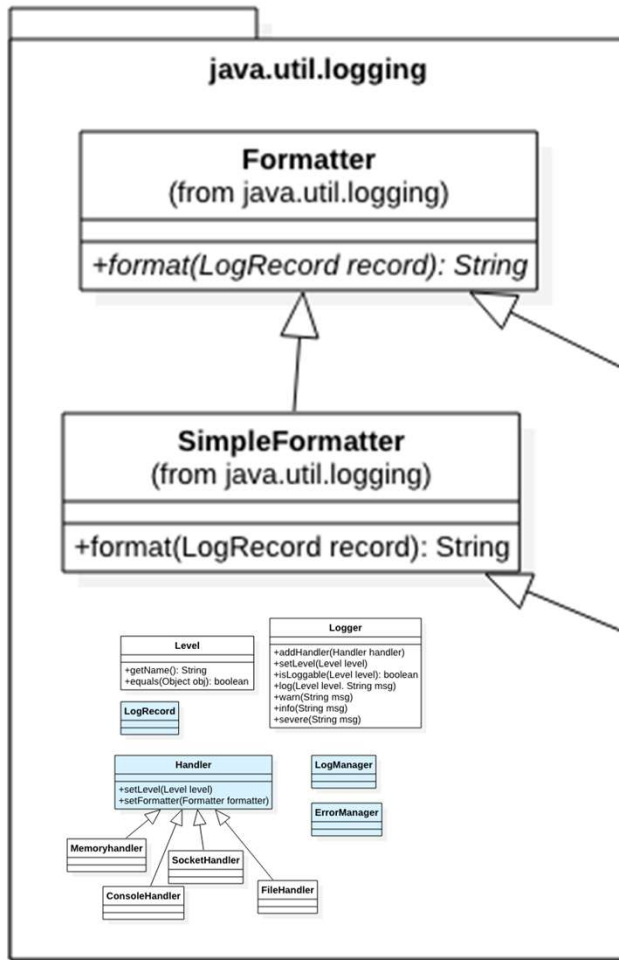 java.util.logging
Formatter
(from java.util.logging)
+format(LogRecord record): String
SimpleFormatter
(from java.util.logging)
+format(LogRecord record): String
Level
+getName(): String
+equals(Object obj): boolean
LogRecord
Logger
+addHandler(Handler handler)
+setLevel(Level level)
+isLoggable(Level level): boolean
+log(Level level. String msg)
+warn(String msg)
+info(String msg)
+severe(String msg)
Handler
+setLevel(Level level)
+setFormatter(Formatter formatter)
LogManager
ErrorManager
Memoryhandler
SocketHandler
ConsoleHandler
FileHandler